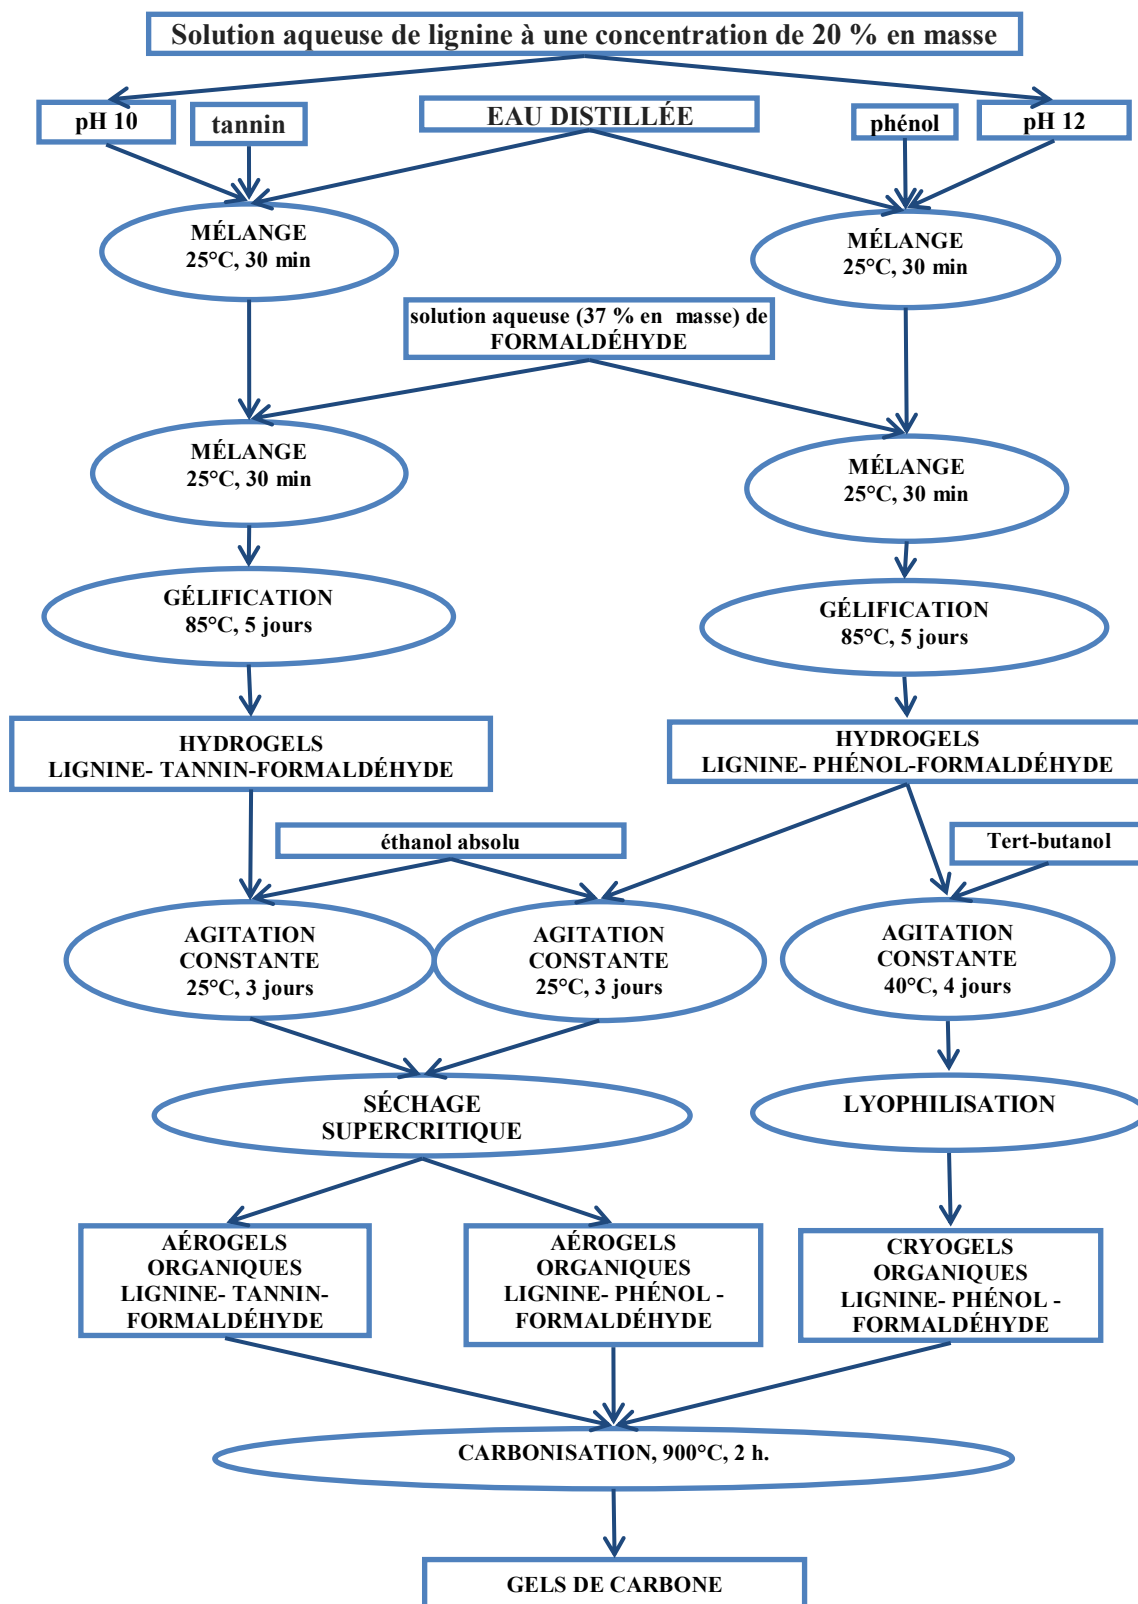 Solution aqueuse de lignine à une concentration de 20 % en masse
pH 10
tannin
EAU DISTILLÉE
phénol
pH 12
MÉLANGE
25°C, 30 min
MÉLANGE
25°C, 30 min
solution aqueuse (37 % en masse) de
FORMALDÉHYDE
MÉLANGE
25°C, 30 min
MÉLANGE
25°C, 30 min
GÉLIFICATION
85°C, 5 jours
GÉLIFICATION
85°C, 5 jours
HYDROGELS
LIGNINE- TANNIN-FORMALDÉHYDE
HYDROGELS
LIGNINE- PHÉNOL-FORMALDÉHYDE
éthanol absolu
Tert-butanol
AGITATION
CONSTANTE
25°C, 3 jours
AGITATION
CONSTANTE
25°C, 3 jours
AGITATION
CONSTANTE
40°C, 4 jours
SÉCHAGE
SUPERCRITIQUE
LYOPHILISATION
AÉROGELS
ORGANIQUES
LIGNINE- TANNIN-
FORMALDÉHYDE
AÉROGELS
ORGANIQUES
LIGNINE- PHÉNOL -
FORMALDÉHYDE
CRYOGELS
ORGANIQUES
LIGNINE- PHÉNOL -
FORMALDÉHYDE
CARBONISATION, 900°C, 2 h.
GELS DE CARBONE